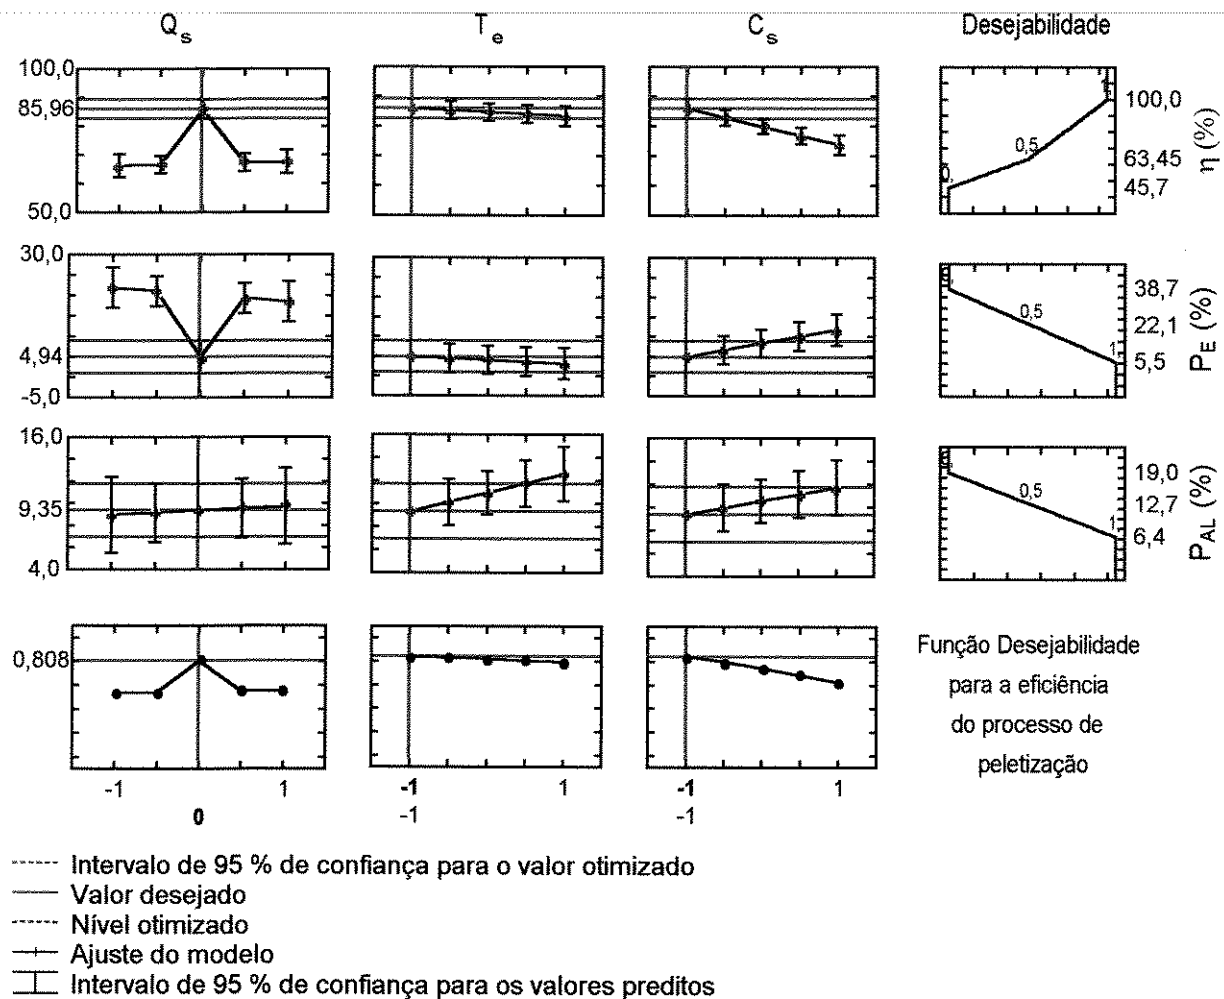 Qs Te Cs Desejabilidade
100,0
85,96
50,0
0,5
1
100,0
63,45
45,7
η (%)
30,0
4,94
-5,0
0,5
1
38,7
22,1
5,5
PE (%)
16,0
9,35
4,0
0,5
1
19,0
12,7
6,4
PAL (%)
0,808
Função Desejabilidade
para a eficiência
do processo de
peletização
-1 1 -1 1 -1 1
0 -1 -1
Intervalo de 95 % de confiança para o valor otimizado
Valor desejado
Nível otimizado
Ajuste do modelo
Intervalo de 95 % de confiança para os valores preditos